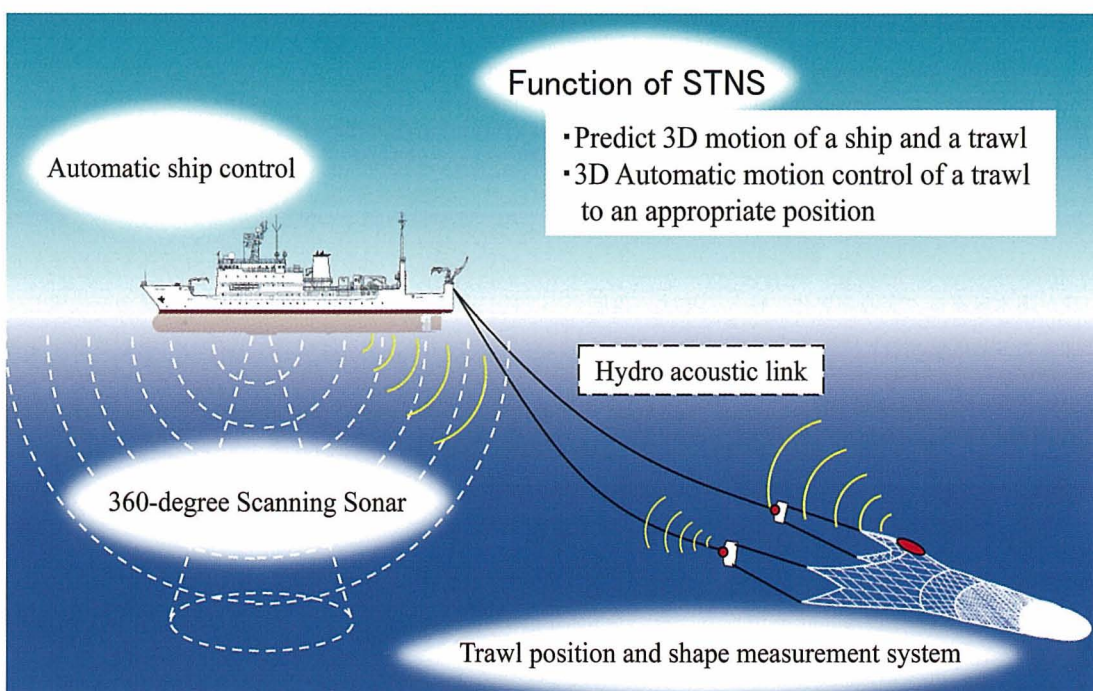 Function of STNS
・Predict 3D motion of a ship and a trawl
・3D Automatic motion control of a trawl
to an appropriate position
Automatic ship control
Hydro acoustic link
360-degree Scanning Sonar
Trawl position and shape measurement system